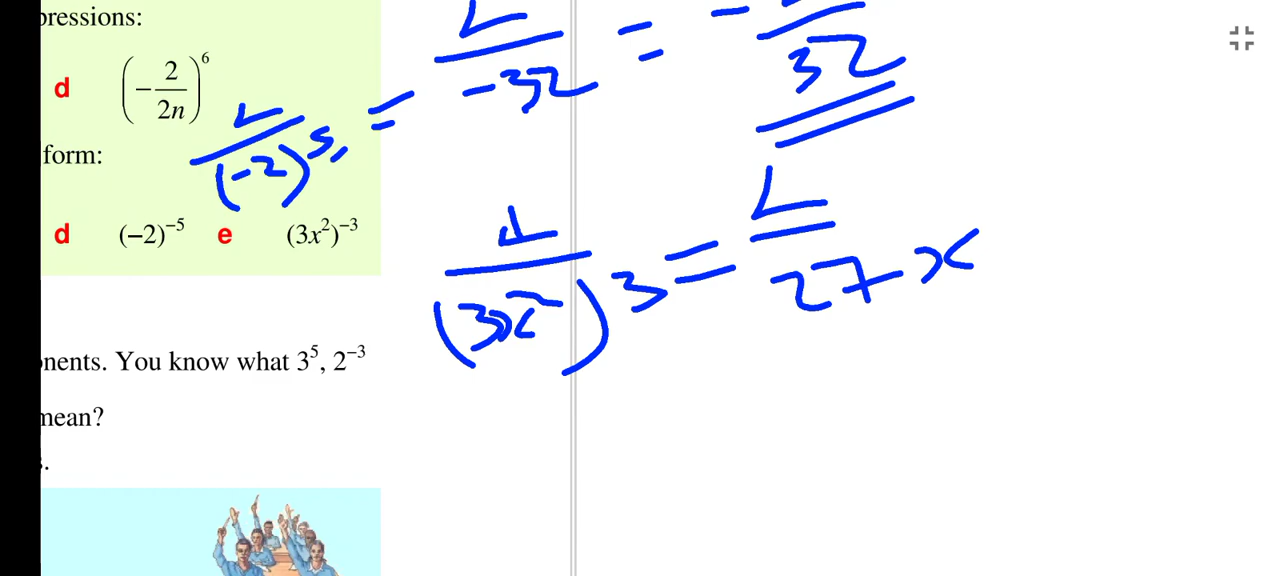 pressions:
d (-2/2n)^6
1/(-2)^5 = 1/-32 = -1/32
form:
d (–2)^–5 e (3x^2)^–3
1/(3x^2)^3 = 1/27x
nents. You know what 3^5, 2^–3
mean?
s.